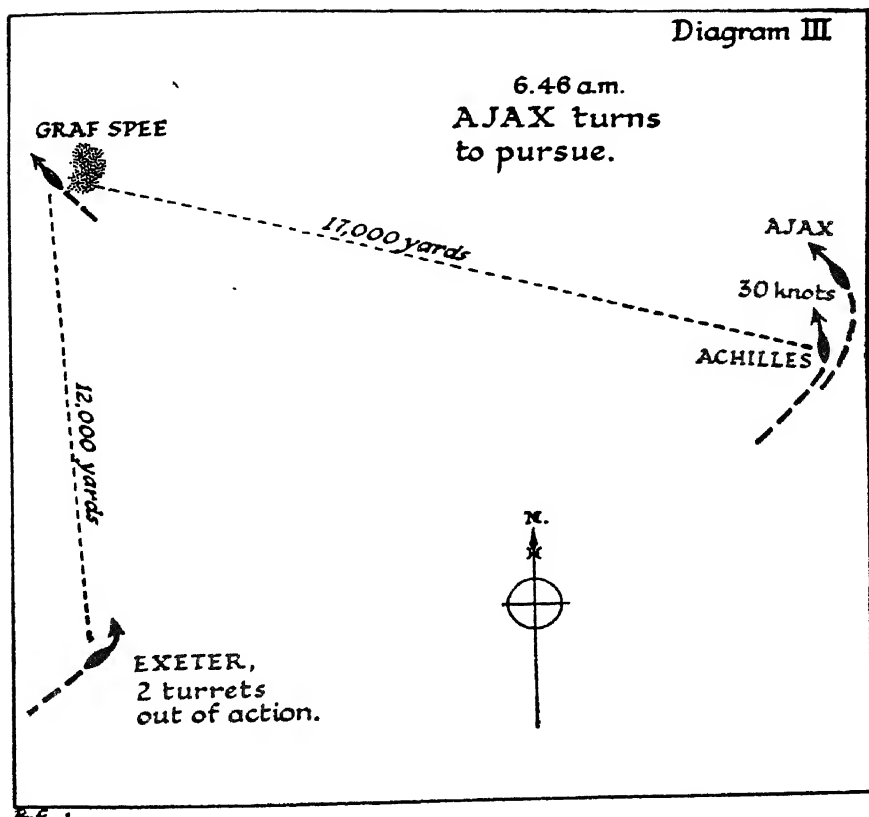 Diagram III
6.46 a.m.
AJAX turns
to pursue.
GRAF SPEE
17,000 yards
AJAX
30 knots
ACHILLES
12,000 yards
N.
EXETER,
2 turrets
out of action.